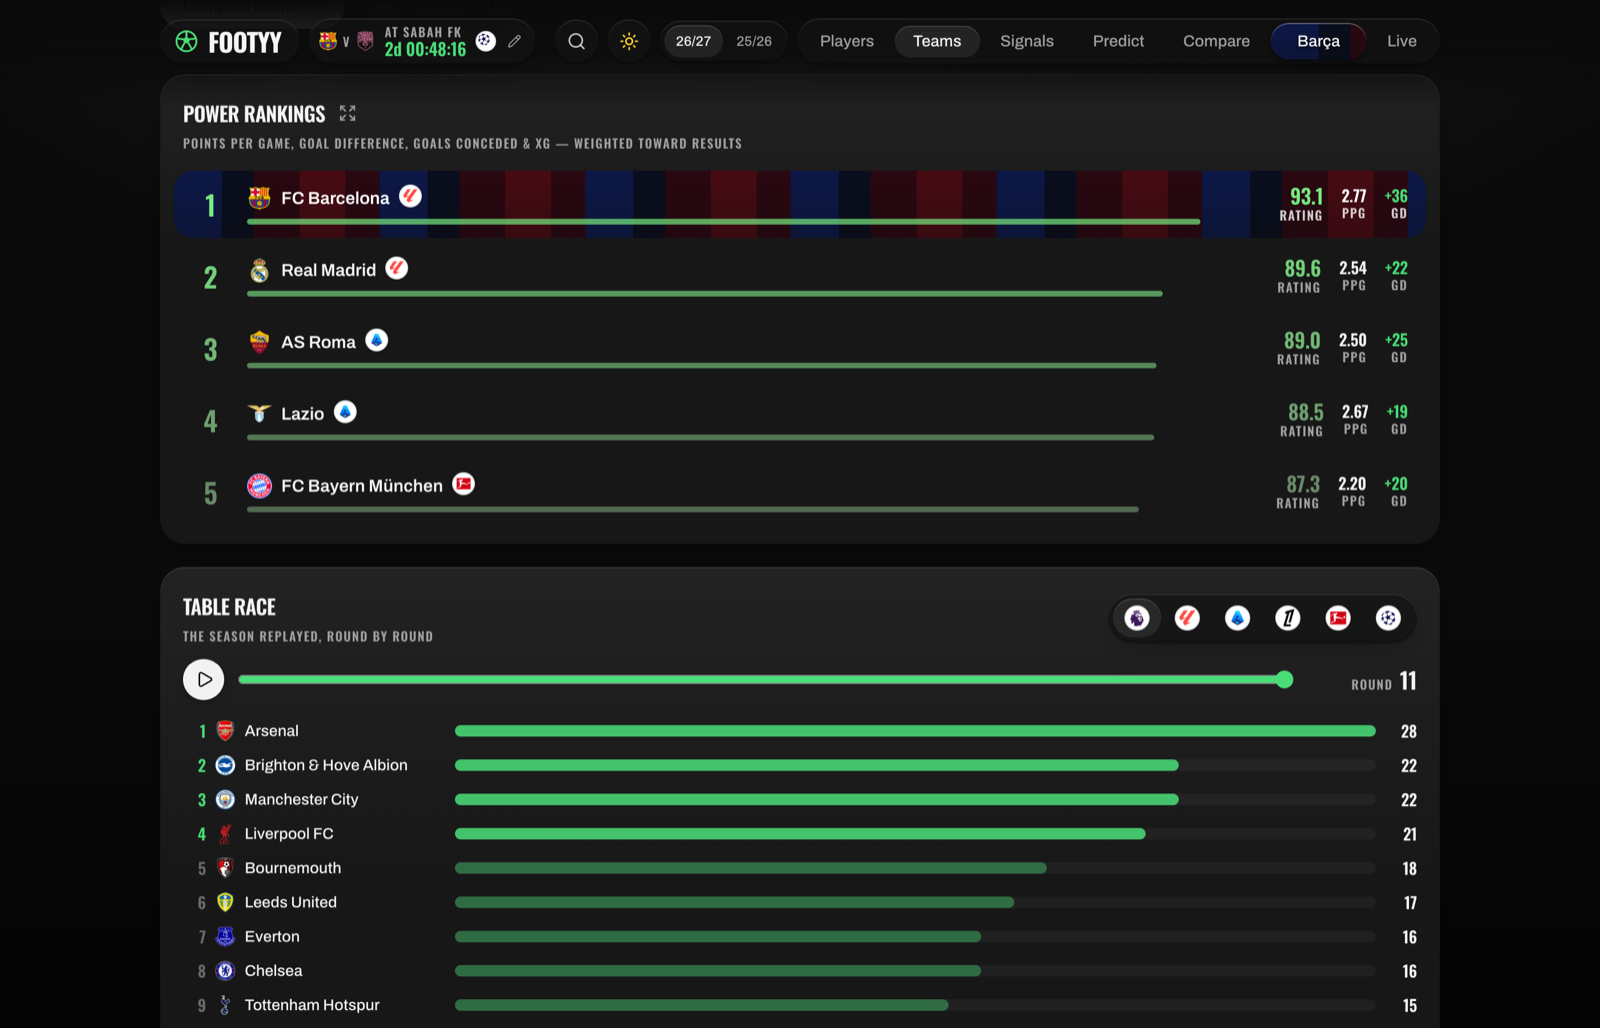 FOOTYY
V
AT SABAH FK
2d 00:48:16
26/27
25/26
Players
Teams
Signals
Predict
Compare
Barça
Live
POWER RANKINGS
POINTS PER GAME, GOAL DIFFERENCE, GOALS CONCEDED & XG — WEIGHTED TOWARD RESULTS
1 FC Barcelona 93.1 RATING 2.77 PPG +36 GD
2 Real Madrid 89.6 RATING 2.54 PPG +22 GD
3 AS Roma 89.0 RATING 2.50 PPG +25 GD
4 Lazio 88.5 RATING 2.67 PPG +19 GD
5 FC Bayern München 87.3 RATING 2.20 PPG +20 GD
TABLE RACE
THE SEASON REPLAYED, ROUND BY ROUND
ROUND 11
1 Arsenal 28
2 Brighton & Hove Albion 22
3 Manchester City 22
4 Liverpool FC 21
5 Bournemouth 18
6 Leeds United 17
7 Everton 16
8 Chelsea 16
9 Tottenham Hotspur 15